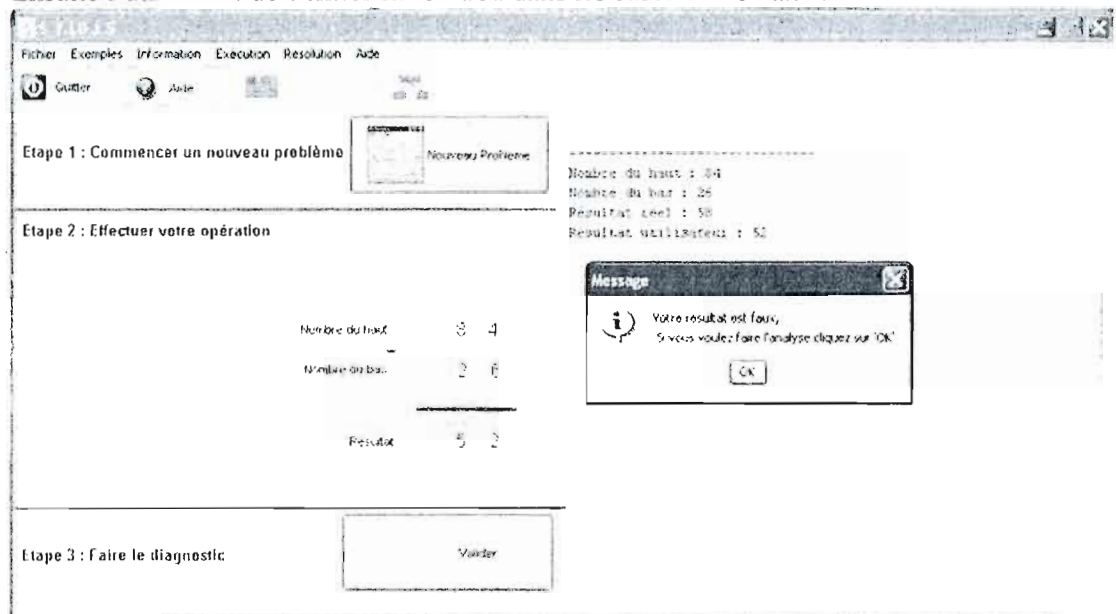 Fichier Exemples Information Execution Resolution Aide
Quitter Aide
Etape 1 : Commencer un nouveau problème
Nouveau Probleme
Nombre du haut : 84
Nombre du bas : 26
Résultat réel : 58
Résultat utilisateur : 52
Etape 2 : Effectuer votre opération
Message
Votre résultat est faux,
Si vous voulez faire l'analyse cliquez sur 'OK'
OK
Nombre du haut 8 4
Nombre du bas 2 6
Résultat 5 2
Etape 3 : Faire le diagnostic
Valider